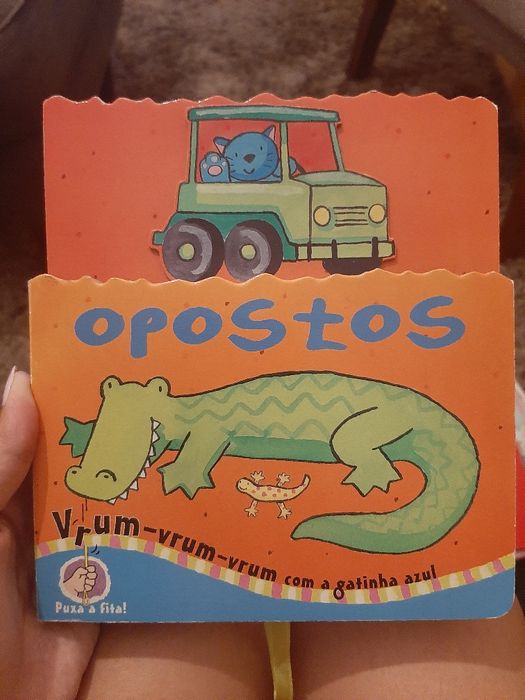 opostos
Vrum-vrum-vrum com a gatinha azul
Puxa a fita!